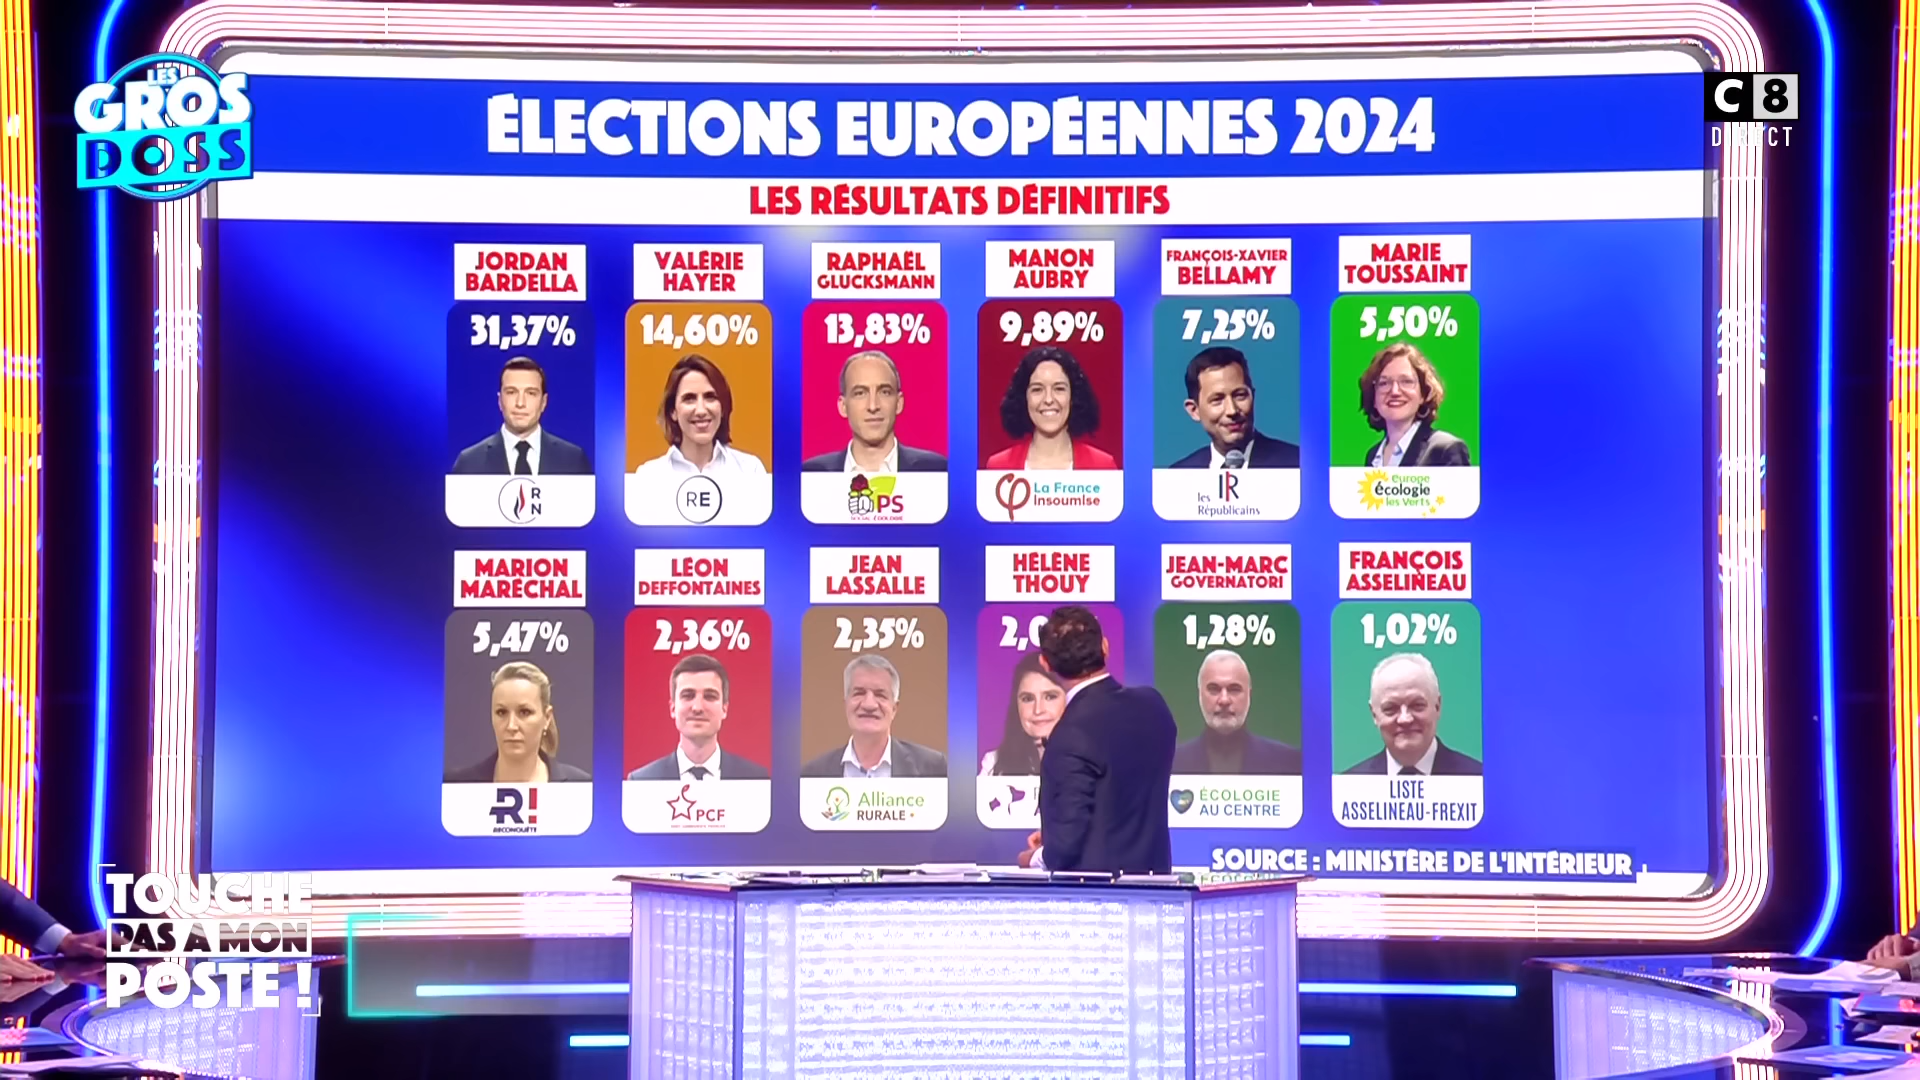 LES
GROS
DOSS
C8
DIRECT
ÉLECTIONS EUROPÉENNES 2024
LES RÉSULTATS DÉFINITIFS
JORDAN
BARDELLA
31,37%
RN
VALÉRIE
HAYER
14,60%
RE
RAPHAËL
GLUCKSMANN
13,83%
PS
MANON
AUBRY
9,89%
La France
insoumise
FRANÇOIS-XAVIER
BELLAMY
7,25%
les
Républicains
MARIE
TOUSSAINT
5,50%
europe
écologie
les verts
MARION
MARÉCHAL
5,47%
R!
RECONQUÊTE
LÉON
DEFFONTAINES
2,36%
PCF
JEAN
LASSALLE
2,35%
Alliance
RURALE
HÉLÈNE
THOUY
2,0
JEAN-MARC
GOVERNATORI
1,28%
ÉCOLOGIE
AU CENTRE
FRANÇOIS
ASSELINEAU
1,02%
LISTE
ASSELINEAU-FREXIT
SOURCE : MINISTÈRE DE L'INTÉRIEUR
TOUCHE
PAS A MON
POSTE !